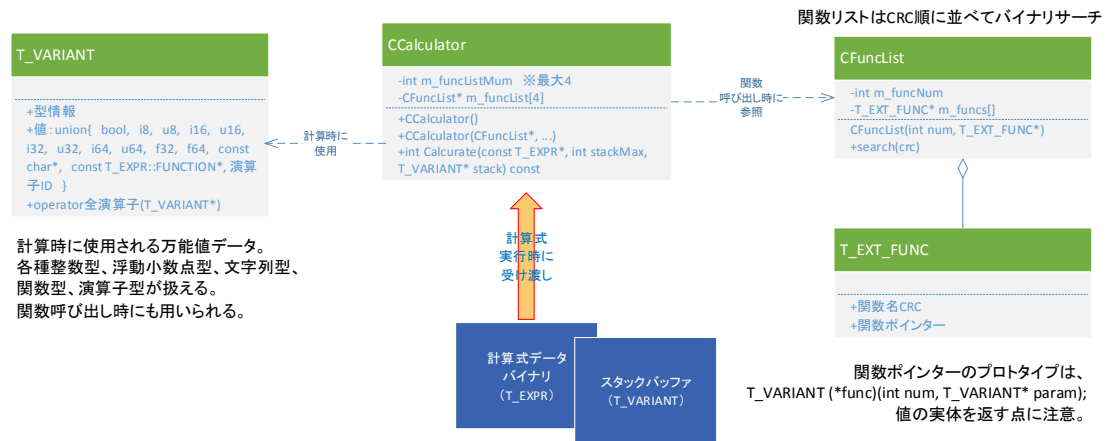 関数リストはCRC順に並べてバイナリサーチ
T_VARIANT
+型情報
+値：union{ bool, i8, u8, i16, u16,
i32, u32, i64, u64, f32, f64, const
char*, const T_EXPR::FUNCTION*, 演算
子ID }
+operator全演算子(T_VARIANT*)
計算時に使用される万能値データ。
各種整数型、浮動小数点型、文字列型、
関数型、演算子型が扱える。
関数呼び出し時にも用いられる。
計算時に
使用
CCalculator
-int m_funcListMum ※最大4
-CFuncList* m_funcList[4]
+CCalculator()
+CCalculator(CFuncList*, ...)
+int Calcurate(const T_EXPR*, int stackMax,
T_VARIANT* stack) const
計算式
実行時に
受け渡し
計算式データ
バイナリ
（T_EXPR）
スタックバッファ
（T_VARIANT）
関数
呼び出し時に
参照
CFuncList
-int m_funcNum
-T_EXT_FUNC* m_funcs[]
CFuncList(int num, T_EXT_FUNC*)
+search(crc)
T_EXT_FUNC
+関数名CRC
+関数ポインター
関数ポインターのプロトタイプは、
T_VARIANT (*func)(int num, T_VARIANT* param);
値の実体を返す点に注意。